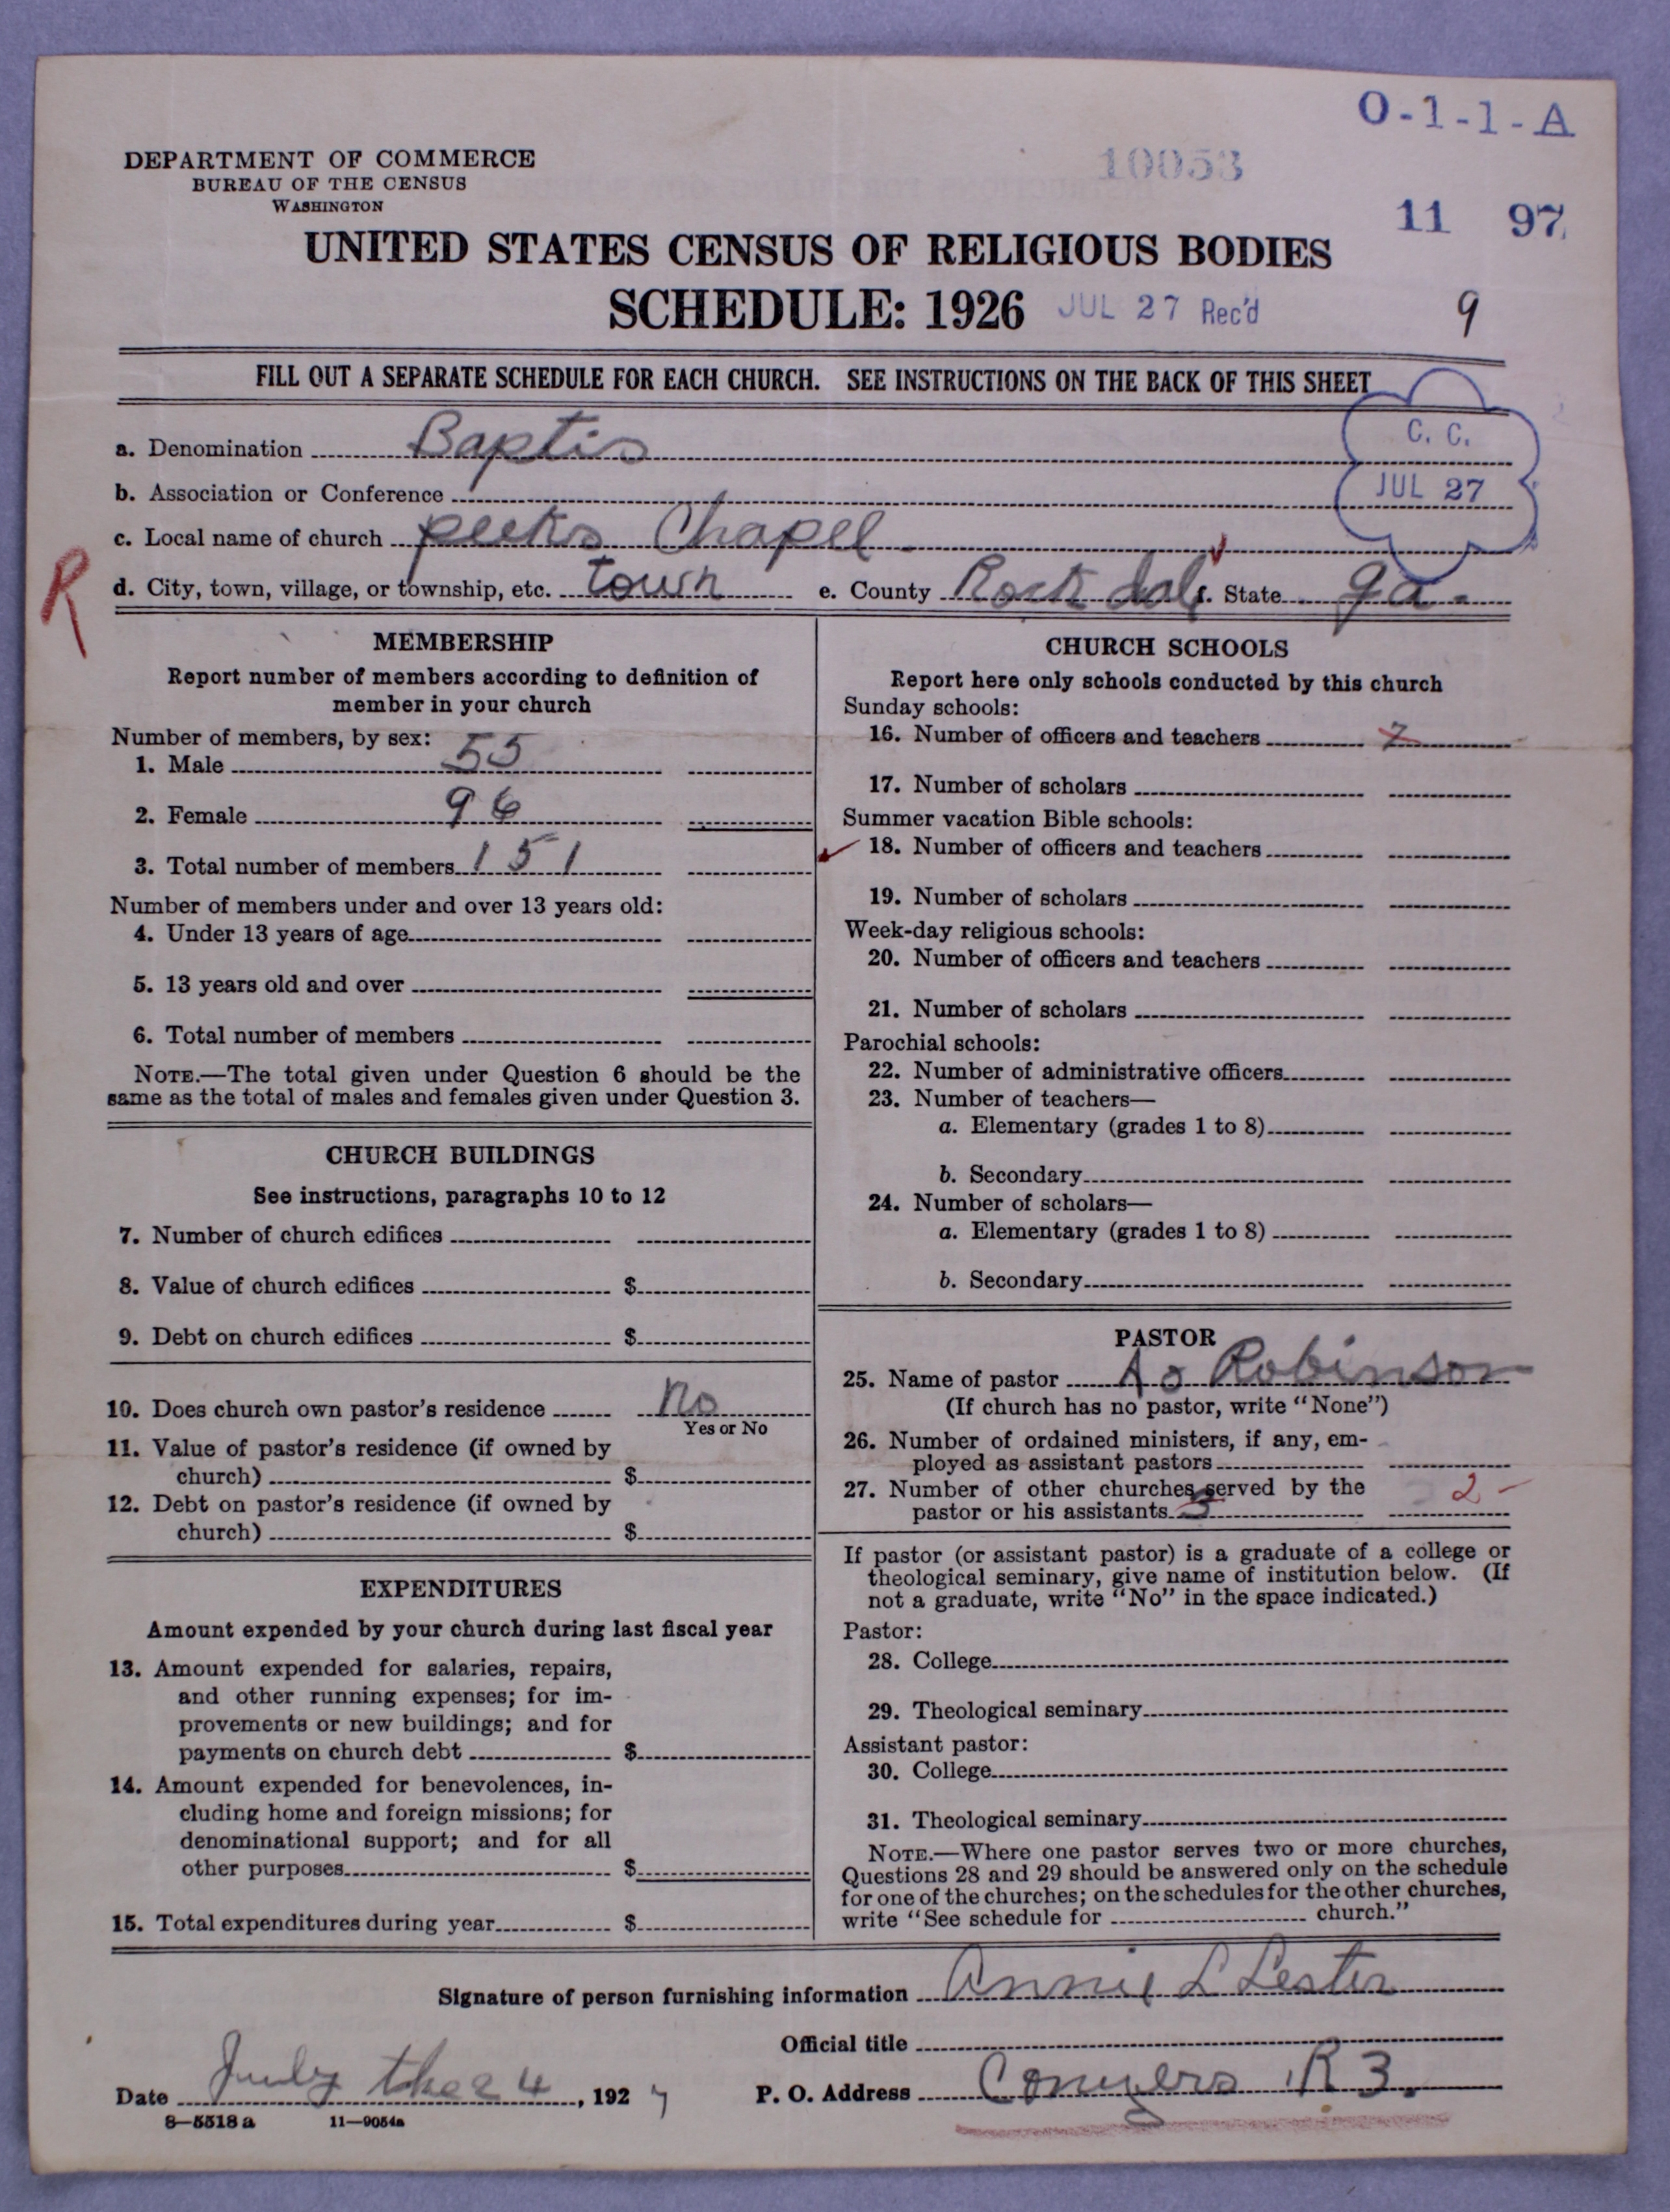 O-1-1-A
DEPARTMENT OF COMMERCE
BUREAU OF THE CENSUS
WASHINGTON
10053
11 97
UNITED STATES CENSUS OF RELIGIOUS BODIES
SCHEDULE: 1926 JUL 27 Rec'd
9
FILL OUT A SEPARATE SCHEDULE FOR EACH CHURCH. SEE INSTRUCTIONS ON THE BACK OF THIS SHEET
C. C.
JUL 27
a. Denomination Baptis
b. Association or Conference
c. Local name of church peeks Chapel
R
d. City, town, village, or township, etc. town e. County Rockdale f. State ga.
MEMBERSHIP
Report number of members according to definition of
member in your church
Number of members, by sex:
1. Male 55
2. Female 96
3. Total number of members 151
Number of members under and over 13 years old:
4. Under 13 years of age
5. 13 years old and over
6. Total number of members
NOTE.—The total given under Question 6 should be the
same as the total of males and females given under Question 3.
CHURCH BUILDINGS
See instructions, paragraphs 10 to 12
7. Number of church edifices
8. Value of church edifices $
9. Debt on church edifices $
10. Does church own pastor's residence no
Yes or No
11. Value of pastor's residence (if owned by
church) $
12. Debt on pastor's residence (if owned by
church) $
EXPENDITURES
Amount expended by your church during last fiscal year
13. Amount expended for salaries, repairs,
and other running expenses; for im-
provements or new buildings; and for
payments on church debt $
14. Amount expended for benevolences, in-
cluding home and foreign missions; for
denominational support; and for all
other purposes $
15. Total expenditures during year $
CHURCH SCHOOLS
Report here only schools conducted by this church
Sunday schools:
16. Number of officers and teachers 7
17. Number of scholars
Summer vacation Bible schools:
18. Number of officers and teachers
19. Number of scholars
Week-day religious schools:
20. Number of officers and teachers
21. Number of scholars
Parochial schools:
22. Number of administrative officers
23. Number of teachers—
a. Elementary (grades 1 to 8)
b. Secondary
24. Number of scholars—
a. Elementary (grades 1 to 8)
b. Secondary
PASTOR
25. Name of pastor Robinson
(If church has no pastor, write "None")
26. Number of ordained ministers, if any, em-
ployed as assistant pastors
27. Number of other churches served by the
pastor or his assistants 3 2
If pastor (or assistant pastor) is a graduate of a college or
theological seminary, give name of institution below. (If
not a graduate, write "No" in the space indicated.)
Pastor:
28. College
29. Theological seminary
Assistant pastor:
30. College
31. Theological seminary
NOTE.—Where one pastor serves two or more churches,
Questions 28 and 29 should be answered only on the schedule
for one of the churches; on the schedules for the other churches,
write "See schedule for church."
Signature of person furnishing information Annie L Lester
Official title
Date July the 24, 1927 P. O. Address Conyers R 3.
8—5518 a 11—9054a